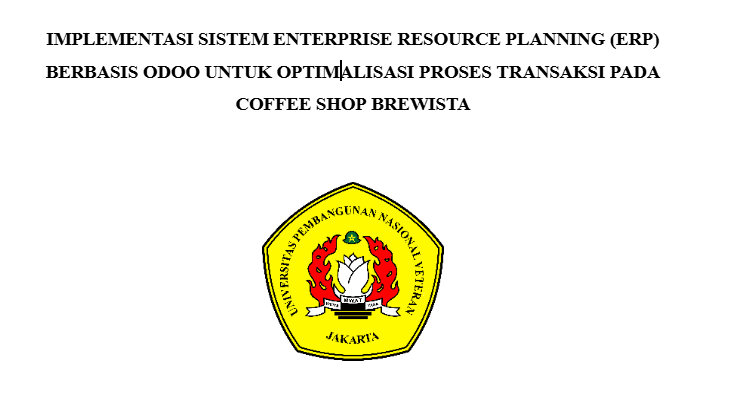 IMPLEMENTASI SISTEM ENTERPRISE RESOURCE PLANNING (ERP)
BERBASIS ODOO UNTUK OPTIMALISASI PROSES TRANSAKSI PADA
COFFEE SHOP BREWISTA
UNIVERSITAS PEMBANGUNAN NASIONAL VETERAN
JAKARTA